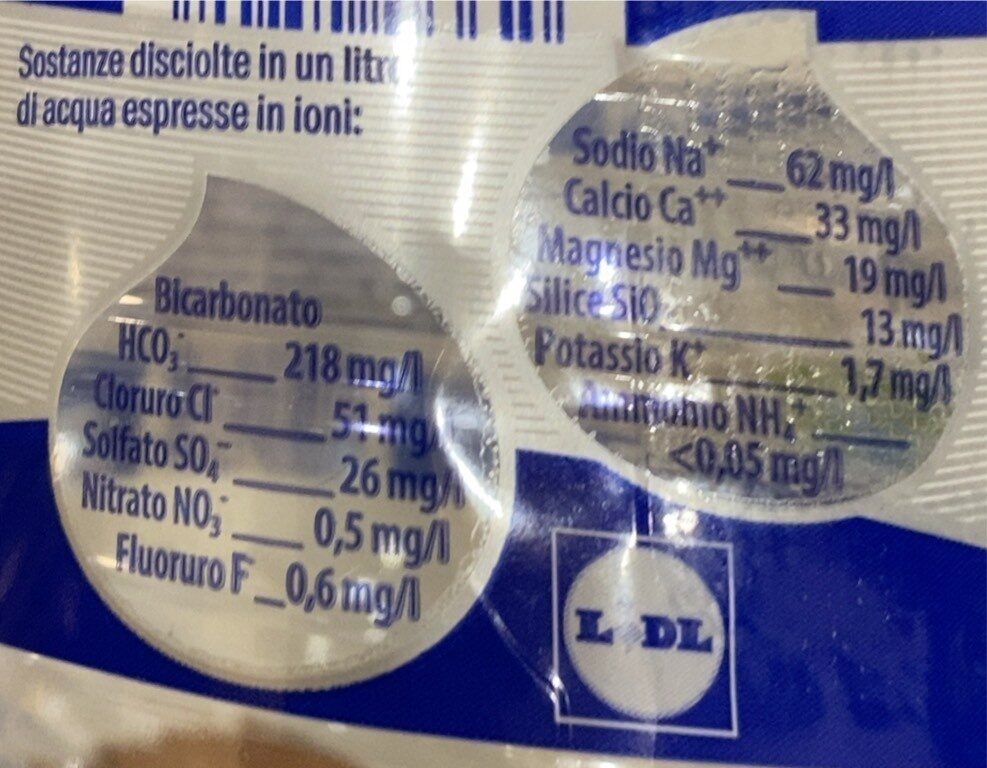 Sostanze disciolte in un litro
di acqua espresse in ioni:
Bicarbonato
HCO₃⁻ 218 mg/l
Cloruro Cl⁻ 51 mg/l
Solfato SO₄⁻⁻ 26 mg/l
Nitrato NO₃⁻ 0,5 mg/l
Fluoruro F⁻ 0,6 mg/l
Sodio Na⁺ 62 mg/l
Calcio Ca⁺⁺ 33 mg/l
Magnesio Mg⁺⁺ 19 mg/l
Silice SiO 13 mg/l
Potassio K⁺ 1,7 mg/l
Ammonio NH₄⁺
<0,05 mg/l
LIDL